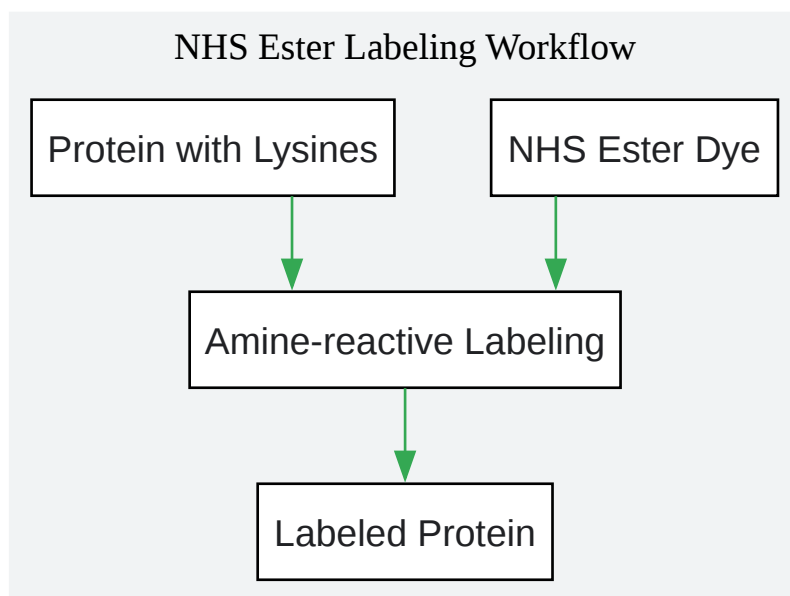 NHS Ester Labeling Workflow
Protein with Lysines
NHS Ester Dye
Amine-reactive Labeling
Labeled Protein